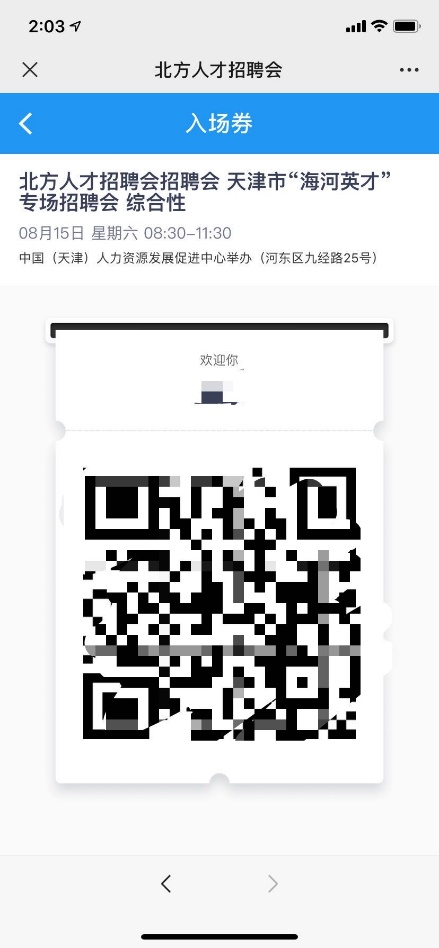 2:03
北方人才招聘会
入场券
北方人才招聘会招聘会 天津市“海河英才”
专场招聘会 综合性
08月15日 星期六 08:30-11:30
中国（天津）人力资源发展促进中心举办（河东区九经路25号）
欢迎你